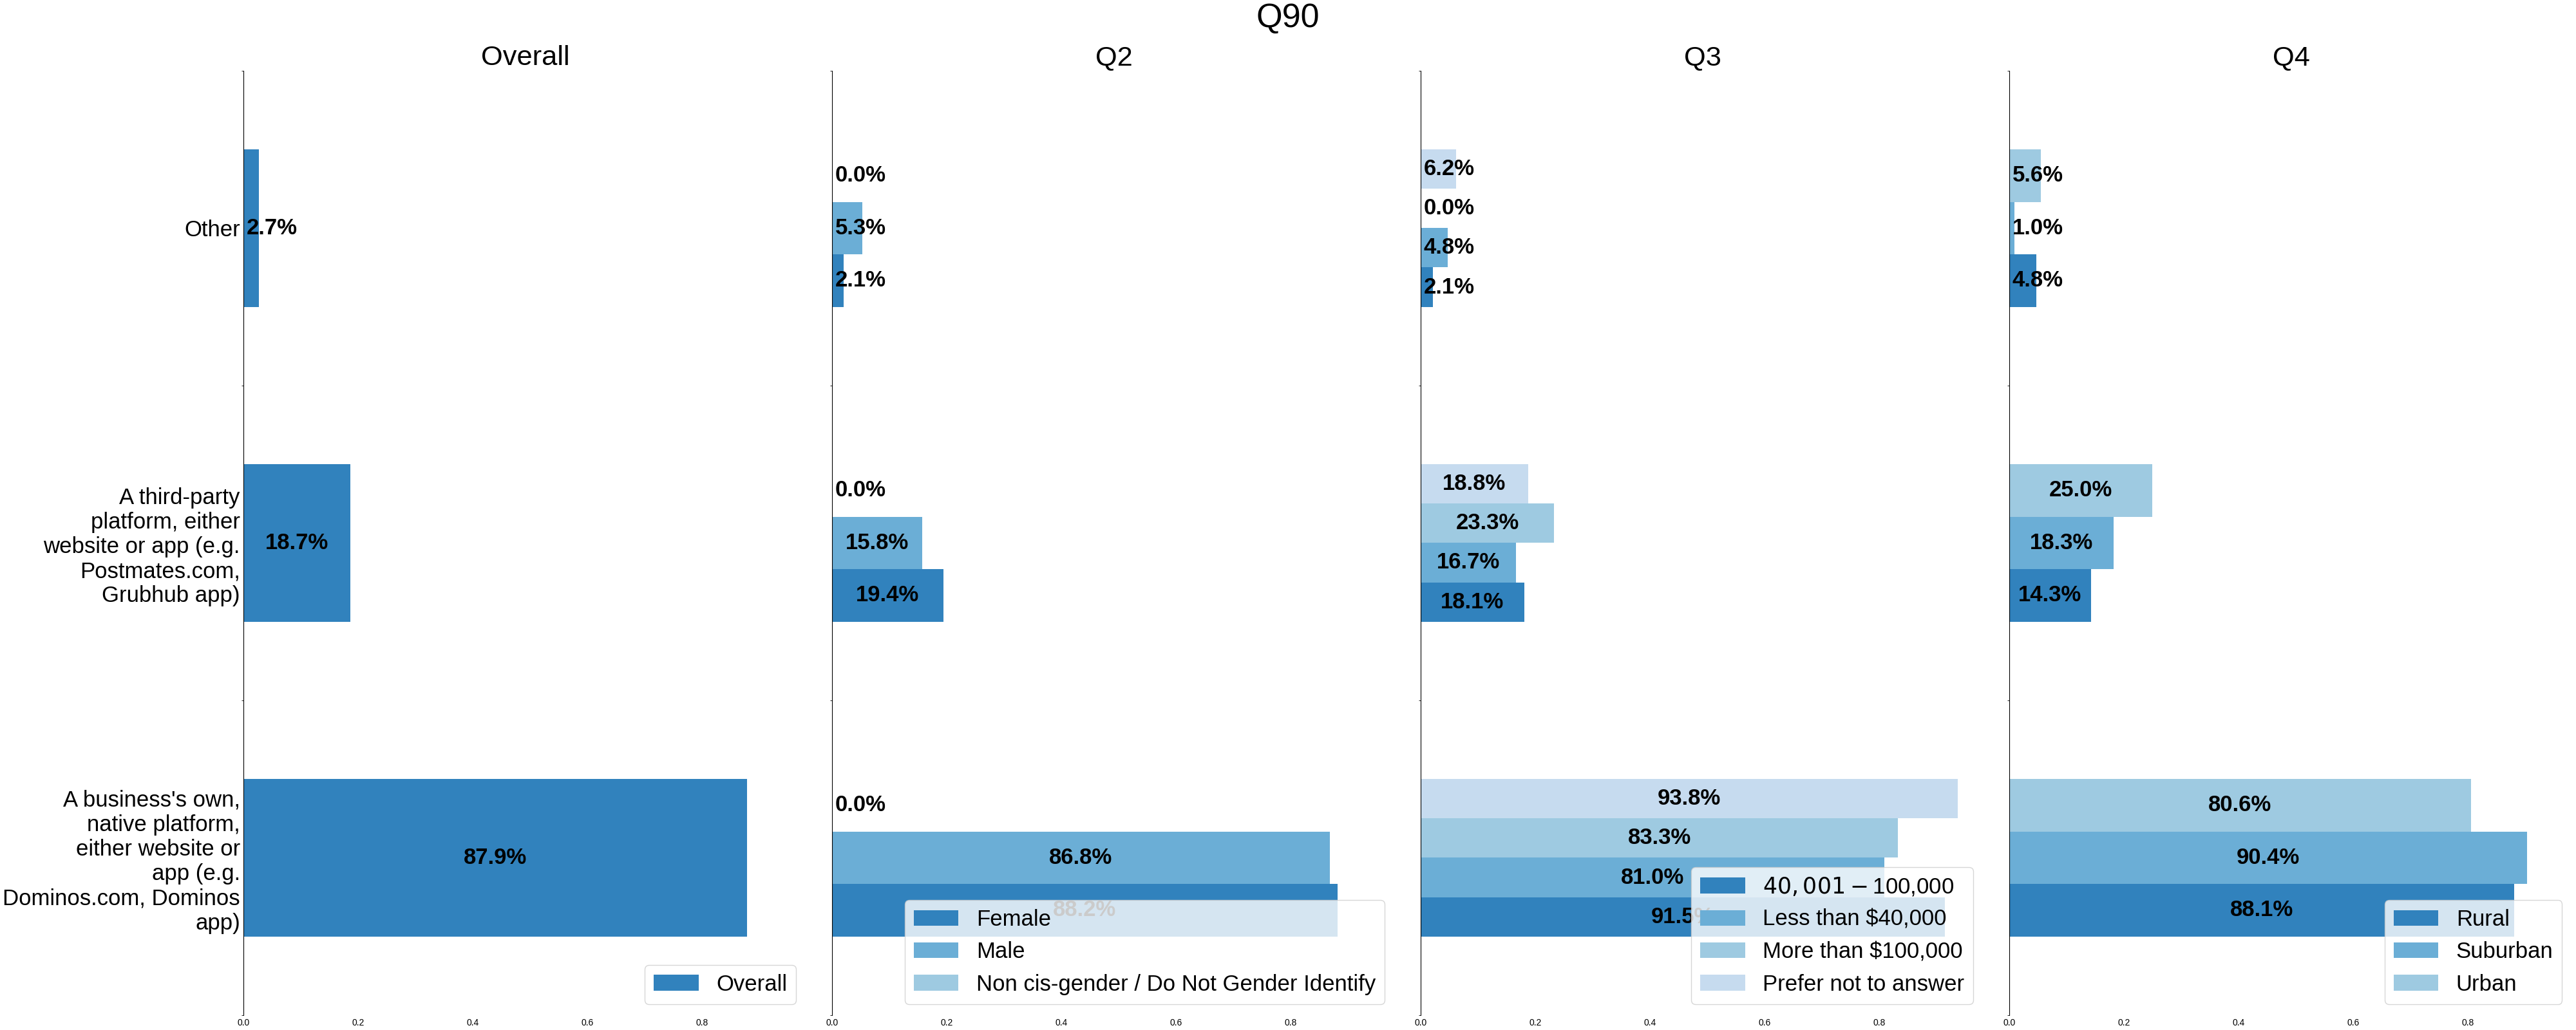 Q90
Overall
Other
A third-party
platform, either
website or app (e.g.
Postmates.com,
Grubhub app)
A business's own,
native platform,
either website or
app (e.g.
Dominos.com, Dominos
app)
2.7%
18.7%
87.9%
Overall
0.0 0.2 0.4 0.6 0.8
Q2
0.0%
5.3%
2.1%
0.0%
15.8%
19.4%
0.0%
86.8%
88.2%
Female
Male
Non cis-gender / Do Not Gender Identify
0.0 0.2 0.4 0.6 0.8
Q3
6.2%
0.0%
4.8%
2.1%
18.8%
23.3%
16.7%
18.1%
93.8%
83.3%
81.0%
91.5%
40,001-100,000
Less than $40,000
More than $100,000
Prefer not to answer
0.0 0.2 0.4 0.6 0.8
Q4
5.6%
1.0%
4.8%
25.0%
18.3%
14.3%
80.6%
90.4%
88.1%
Rural
Suburban
Urban
0.0 0.2 0.4 0.6 0.8